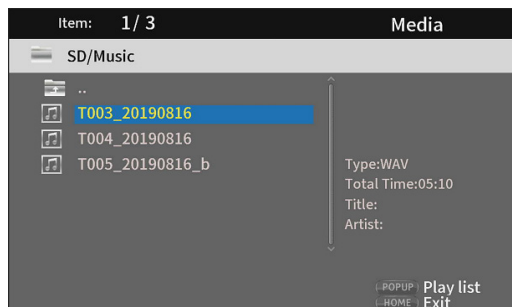 Item: 1/ 3 Media
SD/Music
..
T003_20190816
T004_20190816
T005_20190816_b
Type:WAV
Total Time:05:10
Title:
Artist:
POPUP Play list
HOME Exit